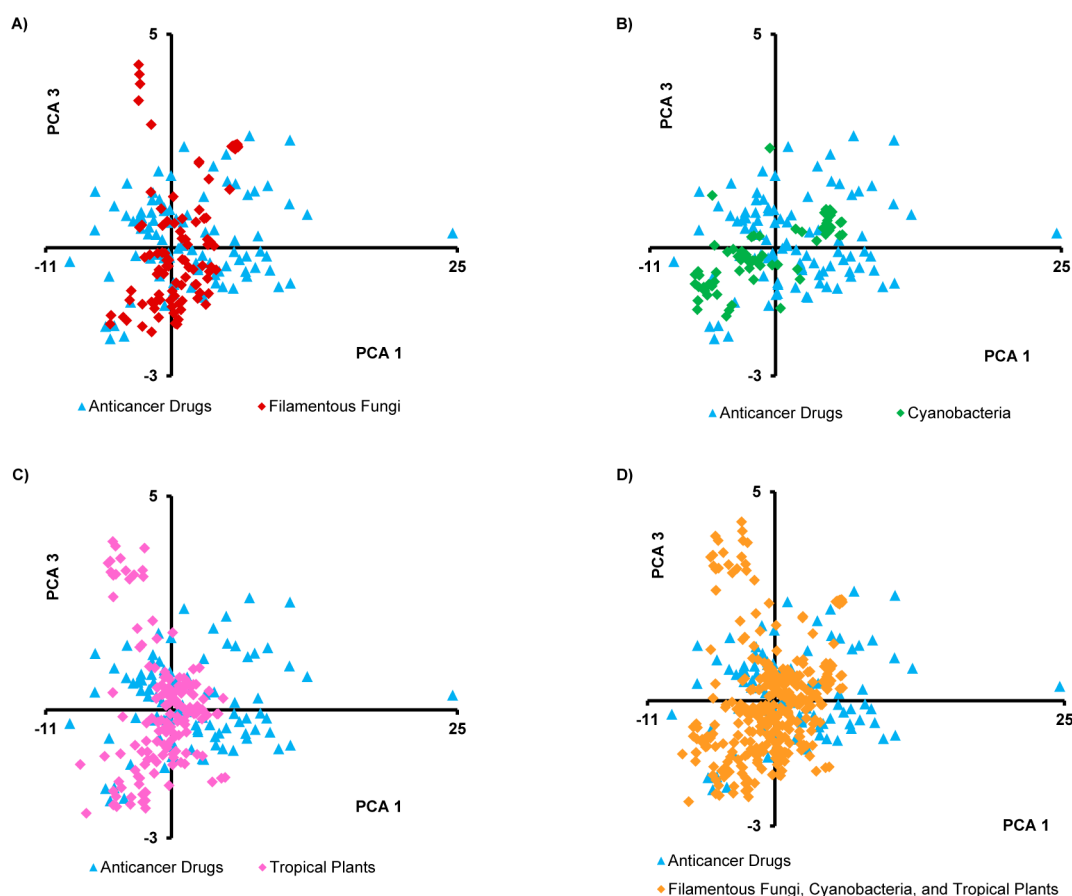 A)
5
PCA 3
-11
25
PCA 1
-3
Anticancer Drugs
Filamentous Fungi
B)
5
PCA 3
-11
25
PCA 1
-3
Anticancer Drugs
Cyanobacteria
C)
5
PCA 3
-11
25
PCA 1
-3
Anticancer Drugs
Tropical Plants
D)
5
PCA 3
-11
25
PCA 1
-3
Anticancer Drugs
Filamentous Fungi, Cyanobacteria, and Tropical Plants